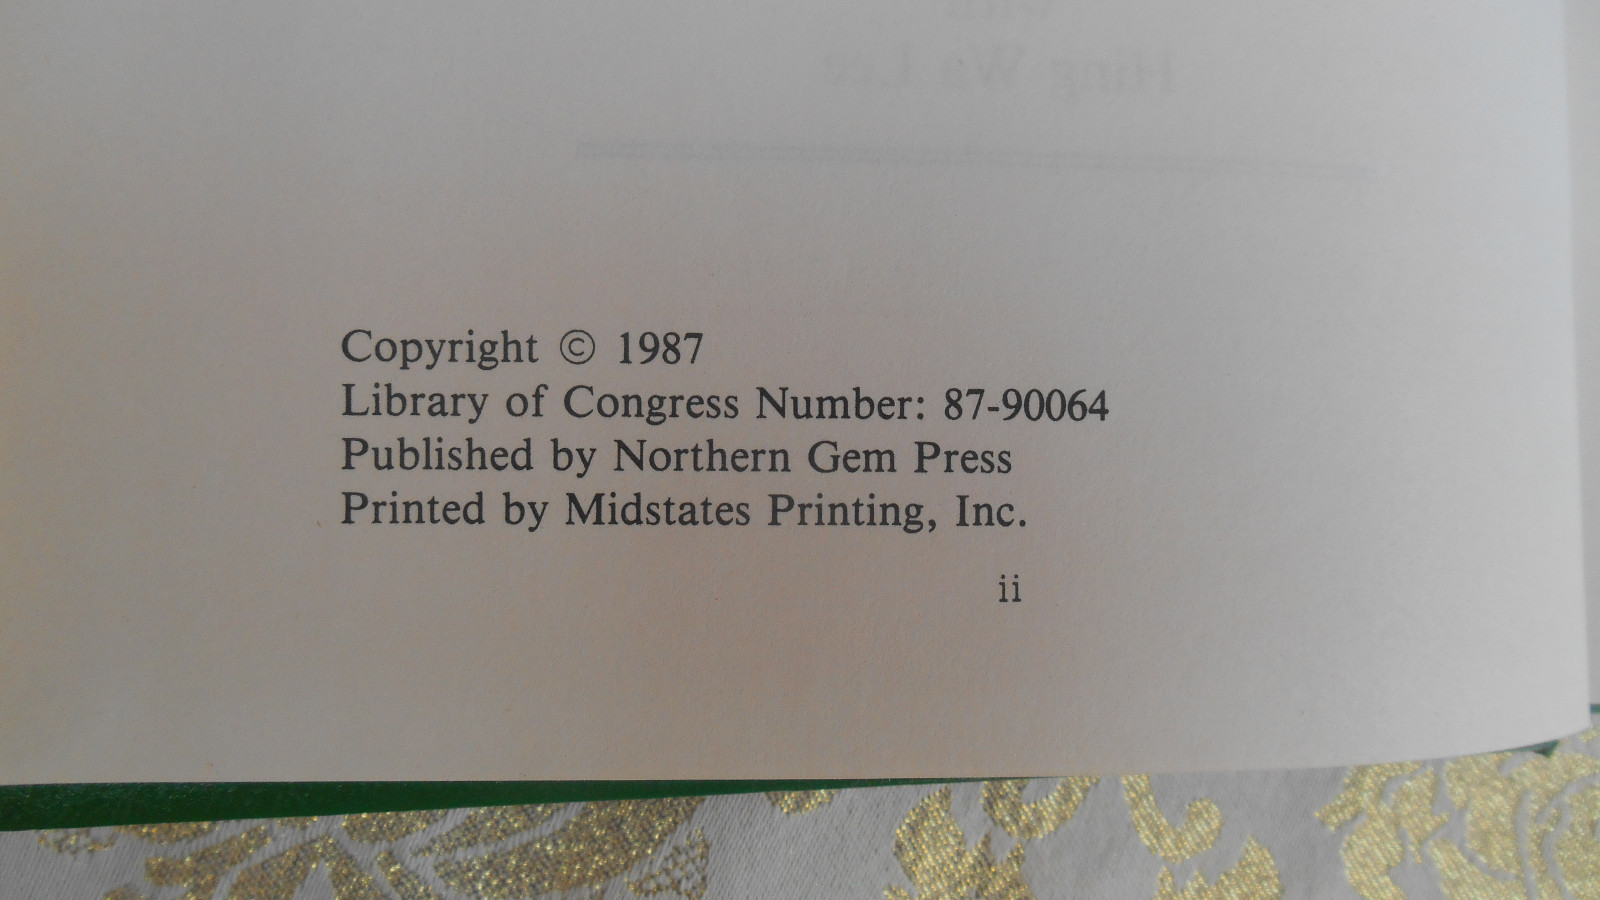 Copyright © 1987
Library of Congress Number: 87-90064
Published by Northern Gem Press
Printed by Midstates Printing, Inc.
ii